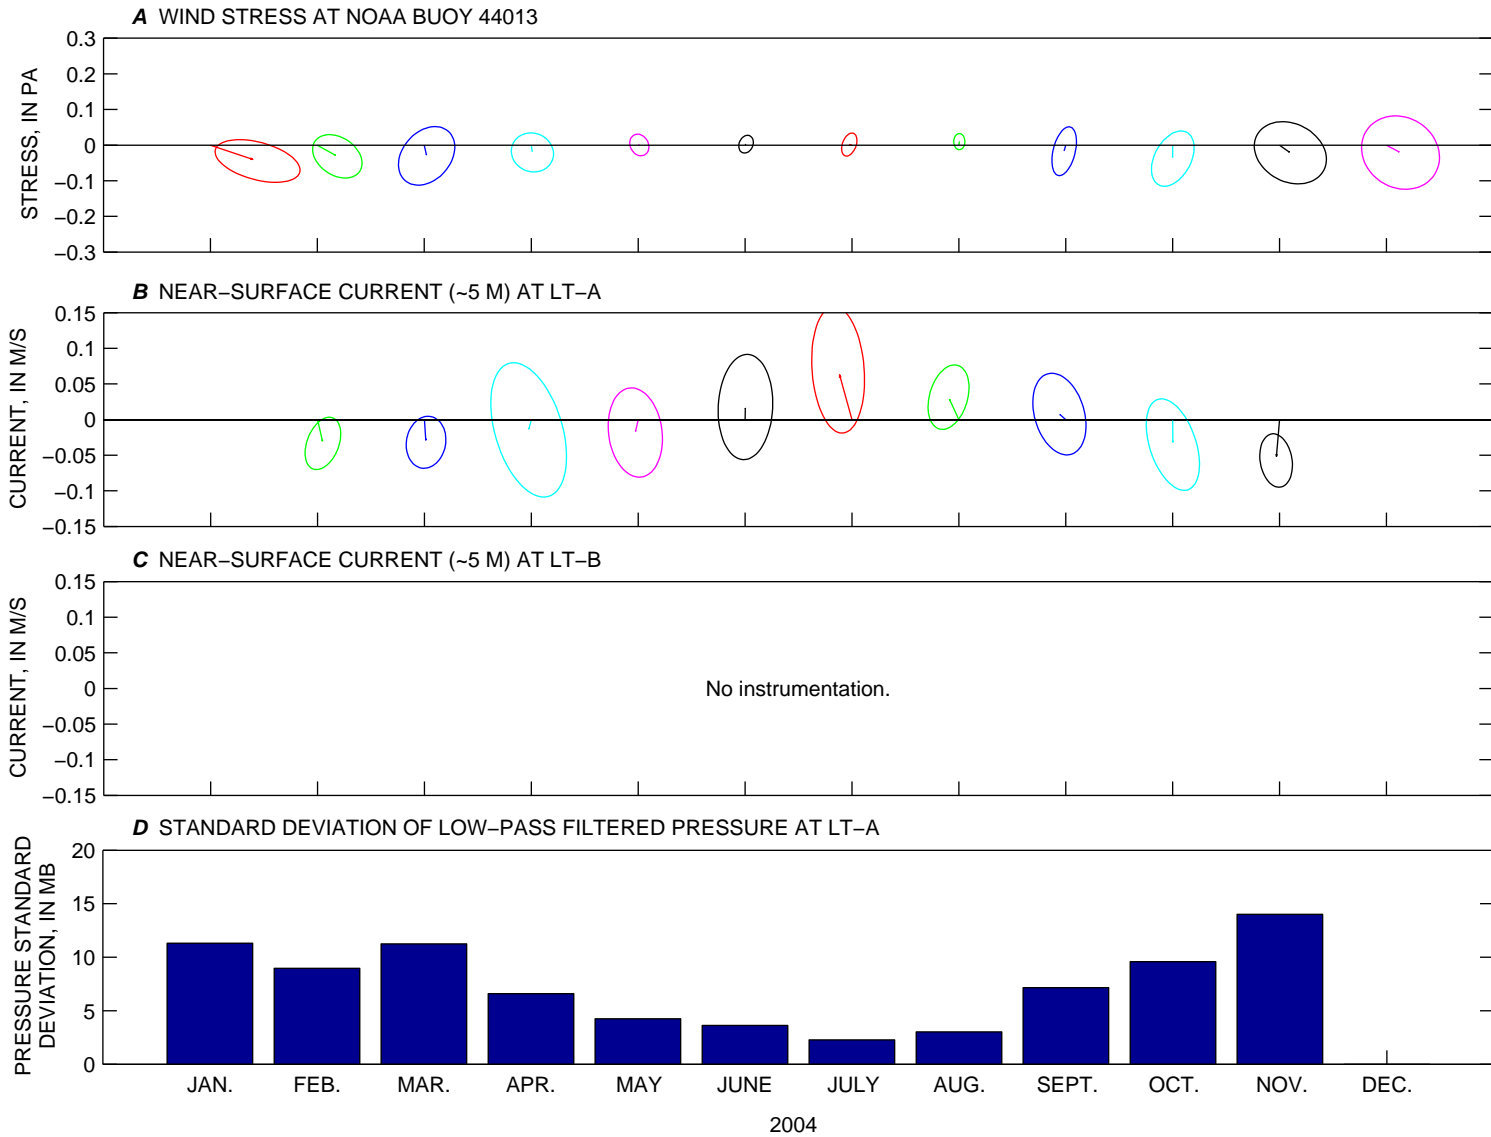 A WIND STRESS AT NOAA BUOY 44013
STRESS, IN PA
0.3
0.2
0.1
0
−0.1
−0.2
−0.3
B NEAR−SURFACE CURRENT (~5 M) AT LT−A
CURRENT, IN M/S
0.15
0.1
0.05
0
−0.05
−0.1
−0.15
C NEAR−SURFACE CURRENT (~5 M) AT LT−B
CURRENT, IN M/S
0.15
0.1
0.05
0
−0.05
−0.1
−0.15
No instrumentation.
D STANDARD DEVIATION OF LOW−PASS FILTERED PRESSURE AT LT−A
PRESSURE STANDARD
DEVIATION, IN MB
20
15
10
5
0
JAN. FEB. MAR. APR. MAY JUNE JULY AUG. SEPT. OCT. NOV. DEC.
2004